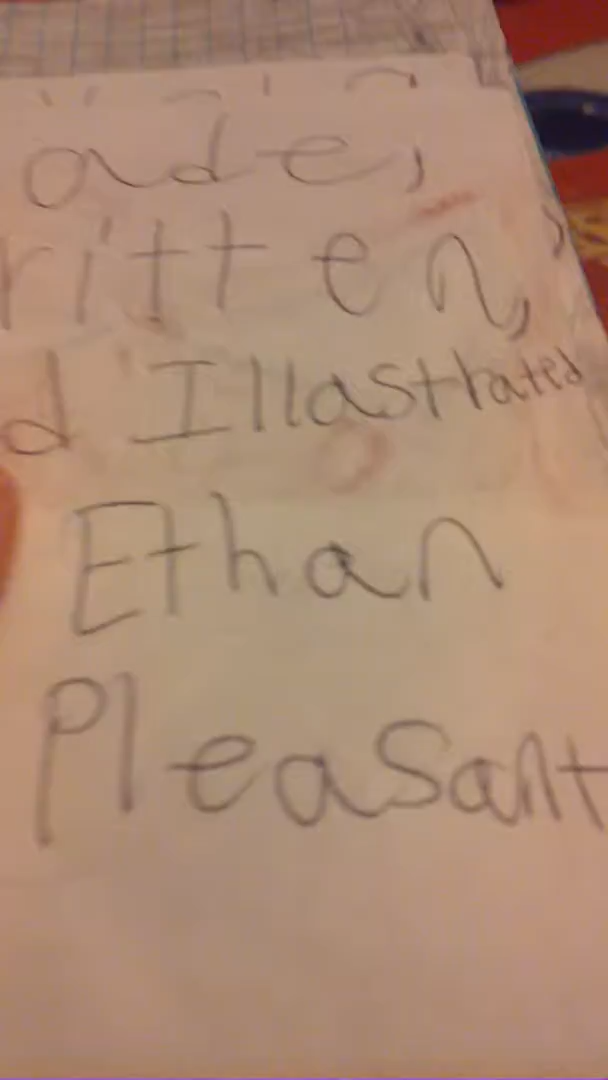 ade,
ritten,
d Illastrated
Ethan
Pleasant